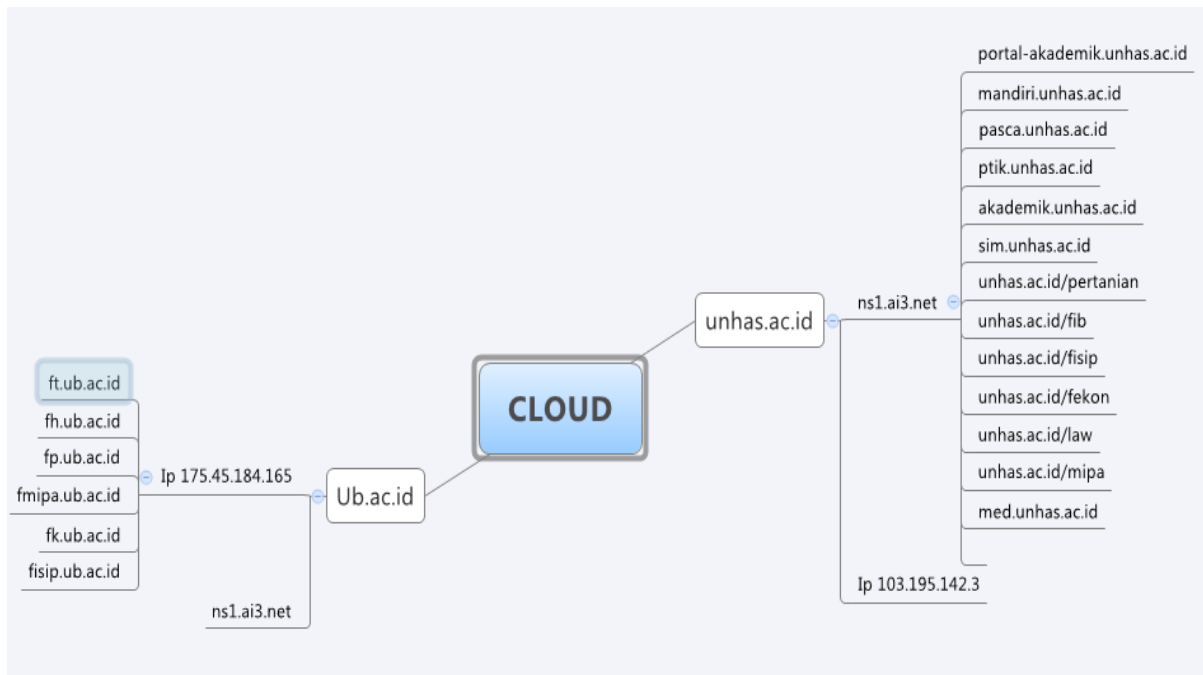 CLOUD
unhas.ac.id
ns1.ai3.net
portal-akademik.unhas.ac.id
mandiri.unhas.ac.id
pasca.unhas.ac.id
ptik.unhas.ac.id
akademik.unhas.ac.id
sim.unhas.ac.id
unhas.ac.id/pertanian
unhas.ac.id/fib
unhas.ac.id/fisip
unhas.ac.id/fekon
unhas.ac.id/law
unhas.ac.id/mipa
med.unhas.ac.id
Ip 103.195.142.3
Ub.ac.id
Ip 175.45.184.165
ft.ub.ac.id
fh.ub.ac.id
fp.ub.ac.id
fmipa.ub.ac.id
fk.ub.ac.id
fisip.ub.ac.id
ns1.ai3.net